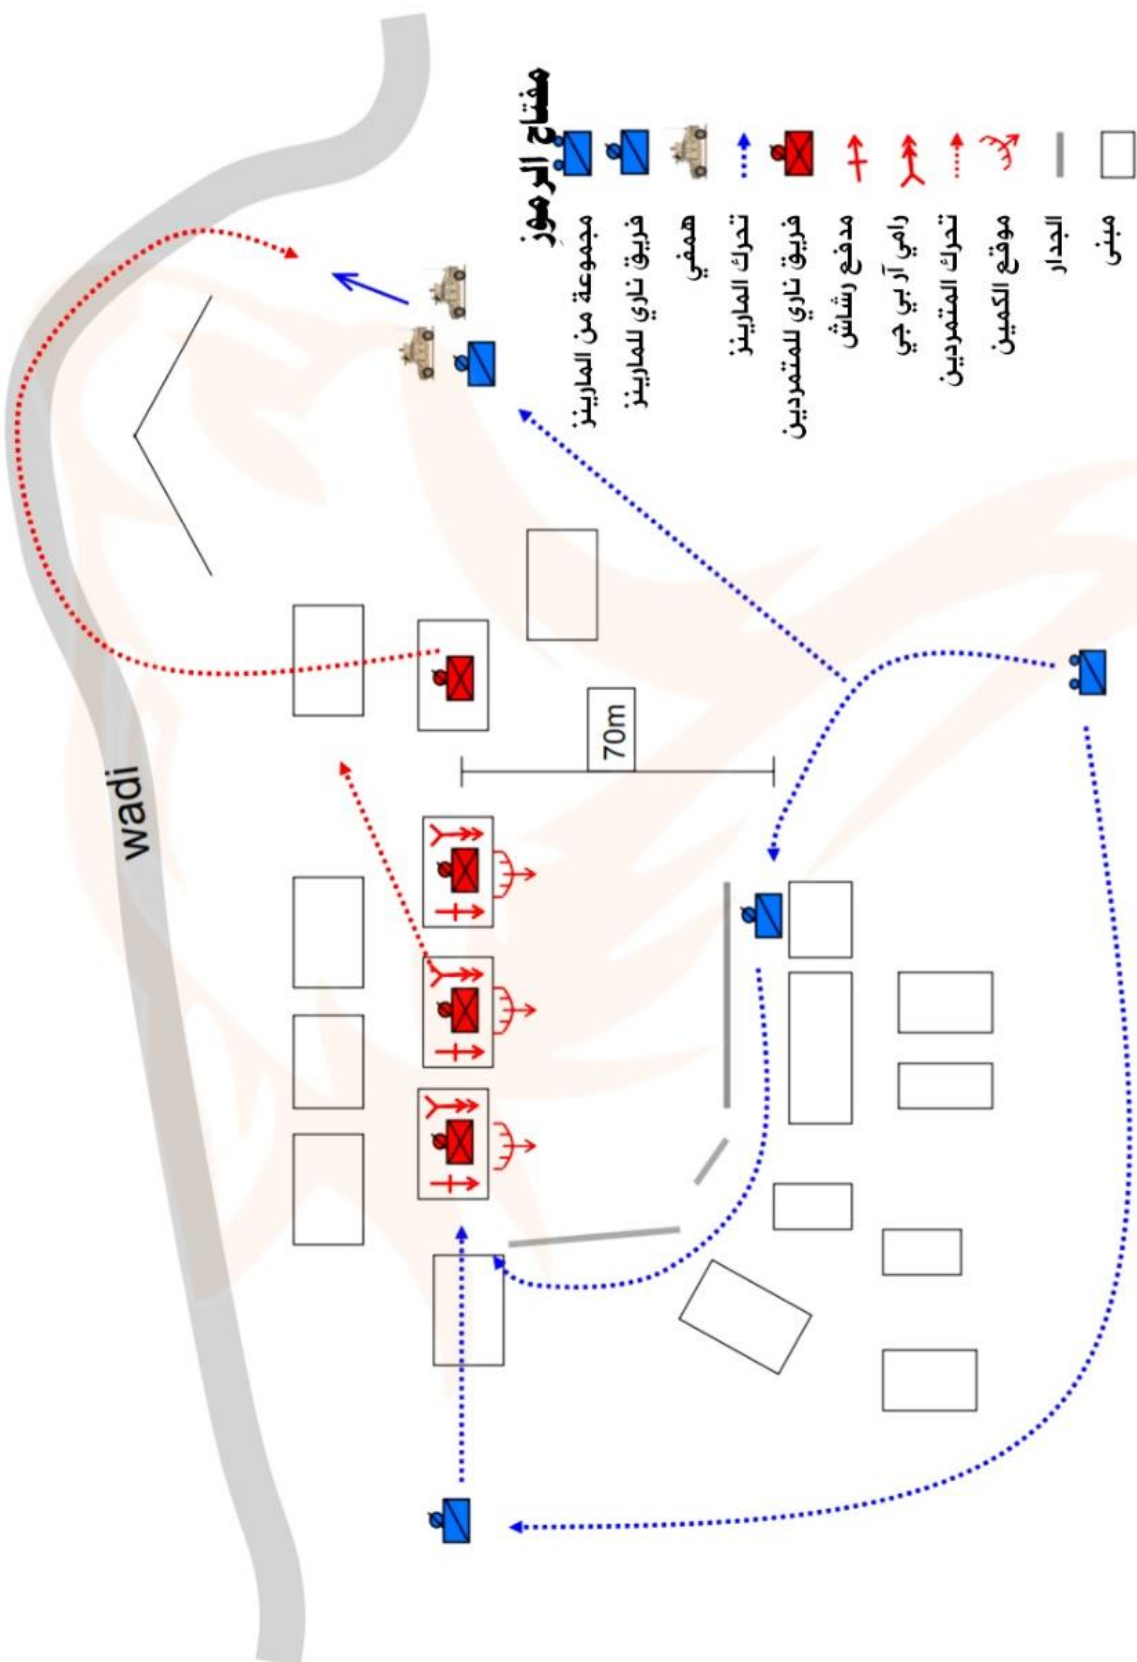 مفتاح الرموز
مجموعة من المارينز
فريق ناري للمارينز
همفي
تحرك المارينز
فريق ناري للمتمردين
مدفع رشاش
رامي آر بي جي
تحرك المتمردين
موقع الكمين
الجدار
مبنى
70m
wadi